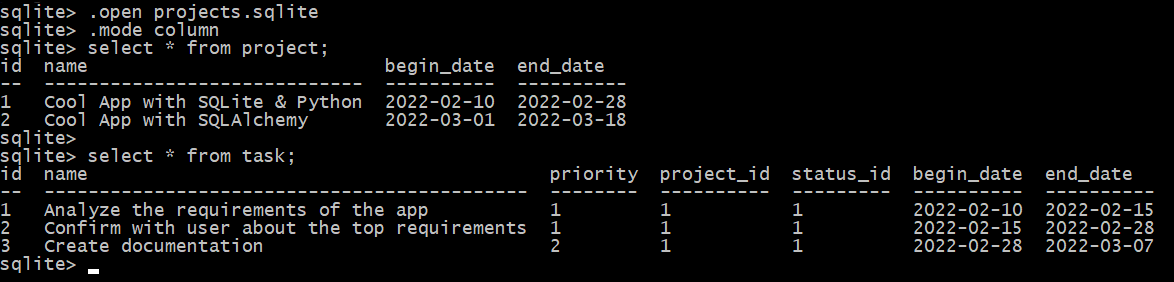 sqlite> .open projects.sqlite
sqlite> .mode column
sqlite> select * from project;
id  name                          begin_date  end_date
--  ----------------------------  ----------  ----------
1   Cool App with SQLite & Python  2022-02-10  2022-02-28
2   Cool App with SQLAlchemy       2022-03-01  2022-03-18
sqlite>
sqlite> select * from task;
id  name                                         priority  project_id  status_id  begin_date  end_date
--  -------------------------------------------  --------  ----------  ---------  ----------  ----------
1   Analyze the requirements of the app          1         1           1          2022-02-10  2022-02-15
2   Confirm with user about the top requirements  1         1           1          2022-02-15  2022-02-28
3   Create documentation                         2         1           1          2022-02-28  2022-03-07
sqlite>